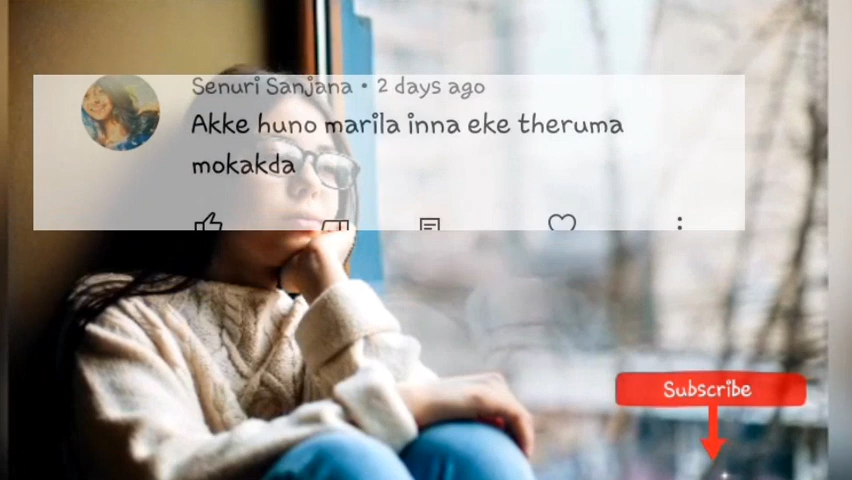 Senuri Sanjana • 2 days ago
Akke huno marila inna eke theruma
mokakda
Subscribe